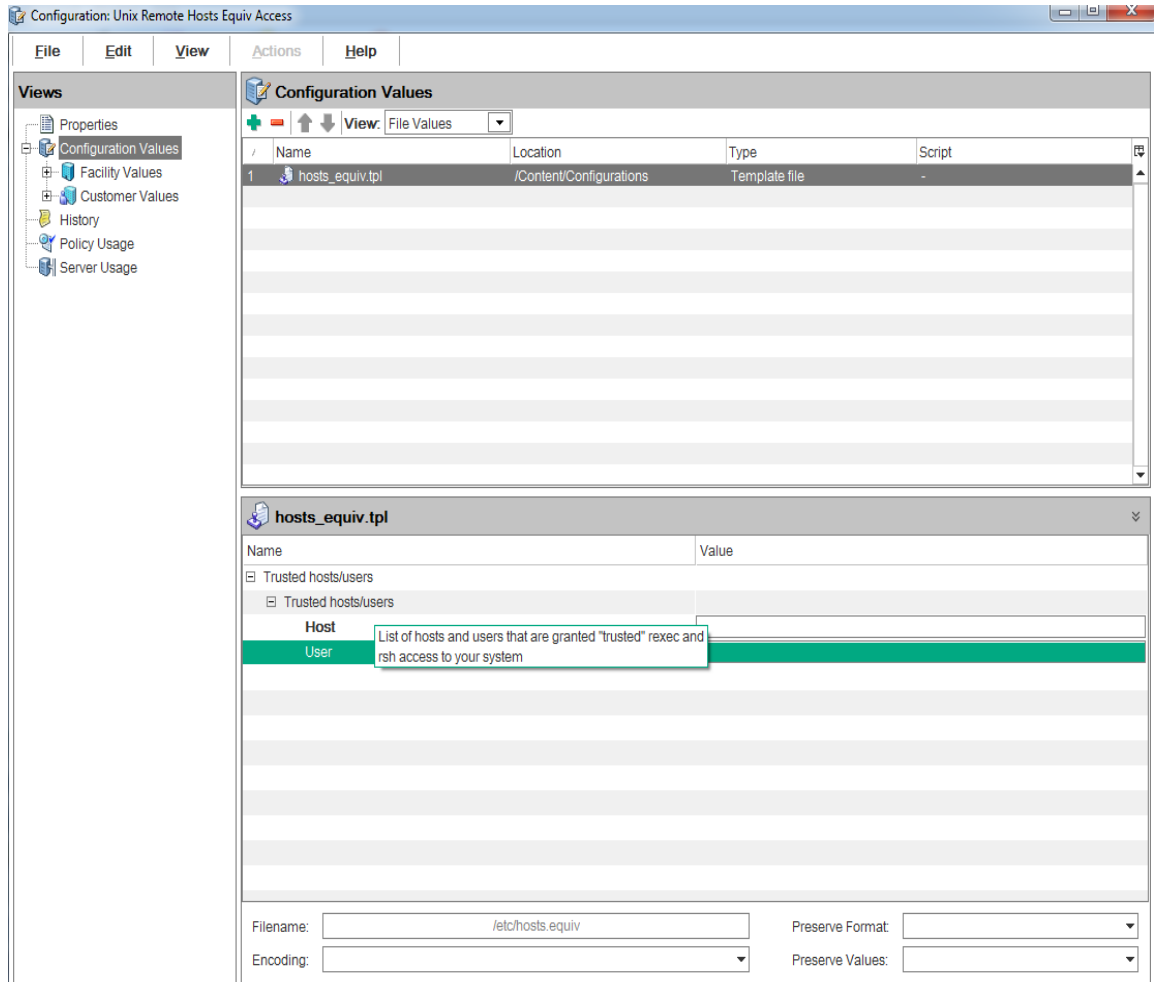 Configuration: Unix Remote Hosts Equiv Access
File Edit View Actions Help
Views
Properties
Configuration Values
Facility Values
Customer Values
History
Policy Usage
Server Usage
Configuration Values
View: File Values
/ Name Location Type Script
1 hosts_equiv.tpl /Content/Configurations Template file -
hosts_equiv.tpl
Name Value
Trusted hosts/users
Trusted hosts/users
Host
List of hosts and users that are granted "trusted" rexec and
User
rsh access to your system
Filename: /etc/hosts.equiv Preserve Format:
Encoding: Preserve Values: